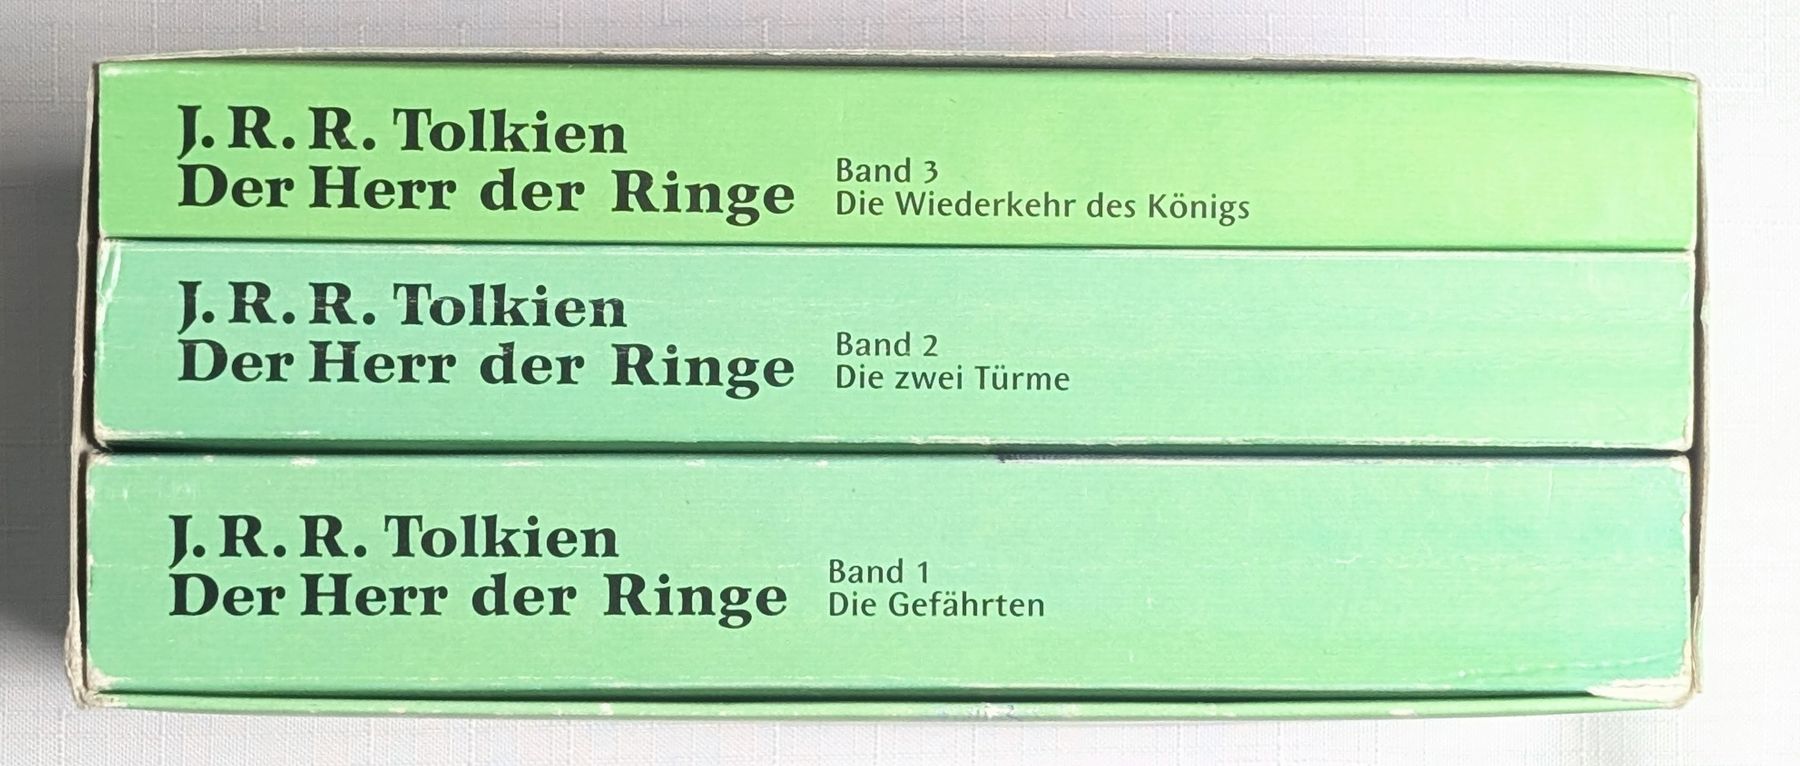 J. R. R. Tolkien
Der Herr der Ringe
Band 3
Die Wiederkehr des Königs
J. R. R. Tolkien
Der Herr der Ringe
Band 2
Die zwei Türme
J. R. R. Tolkien
Der Herr der Ringe
Band 1
Die Gefährten